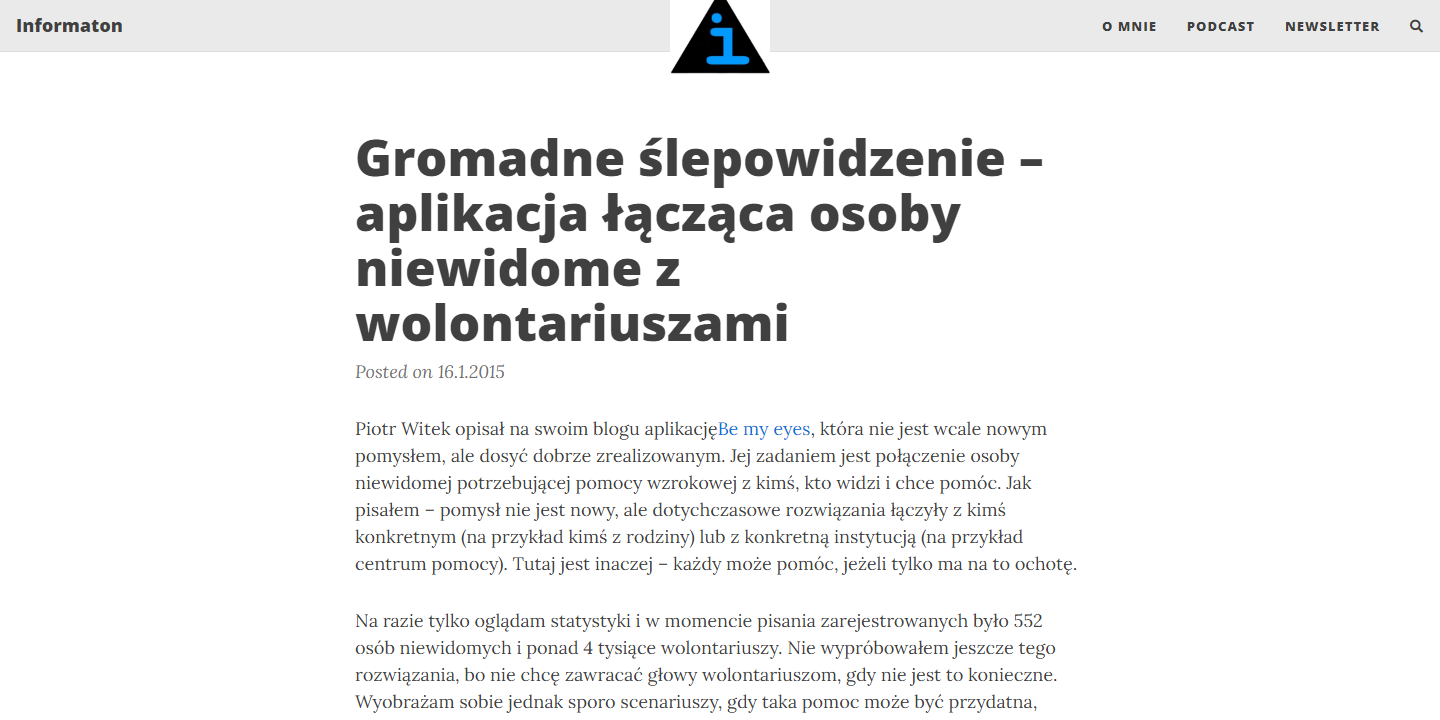 Informaton
i
O MNIE PODCAST NEWSLETTER
Gromadne ślepowidzenie –
aplikacja łącząca osoby
niewidome z
wolontariuszami
Posted on 16.1.2015
Piotr Witek opisał na swoim blogu aplikacjęBe my eyes, która nie jest wcale nowym
pomysłem, ale dosyć dobrze zrealizowanym. Jej zadaniem jest połączenie osoby
niewidomej potrzebującej pomocy wzrokowej z kimś, kto widzi i chce pomóc. Jak
pisałem – pomysł nie jest nowy, ale dotychczasowe rozwiązania łączyły z kimś
konkretnym (na przykład kimś z rodziny) lub z konkretną instytucją (na przykład
centrum pomocy). Tutaj jest inaczej – każdy może pomóc, jeżeli tylko ma na to ochotę.
Na razie tylko oglądam statystyki i w momencie pisania zarejestrowanych było 552
osób niewidomych i ponad 4 tysiące wolontariuszy. Nie wypróbowałem jeszcze tego
rozwiązania, bo nie chcę zawracać głowy wolontariuszom, gdy nie jest to konieczne.
Wyobrażam sobie jednak sporo scenariuszy, gdy taka pomoc może być przydatna,